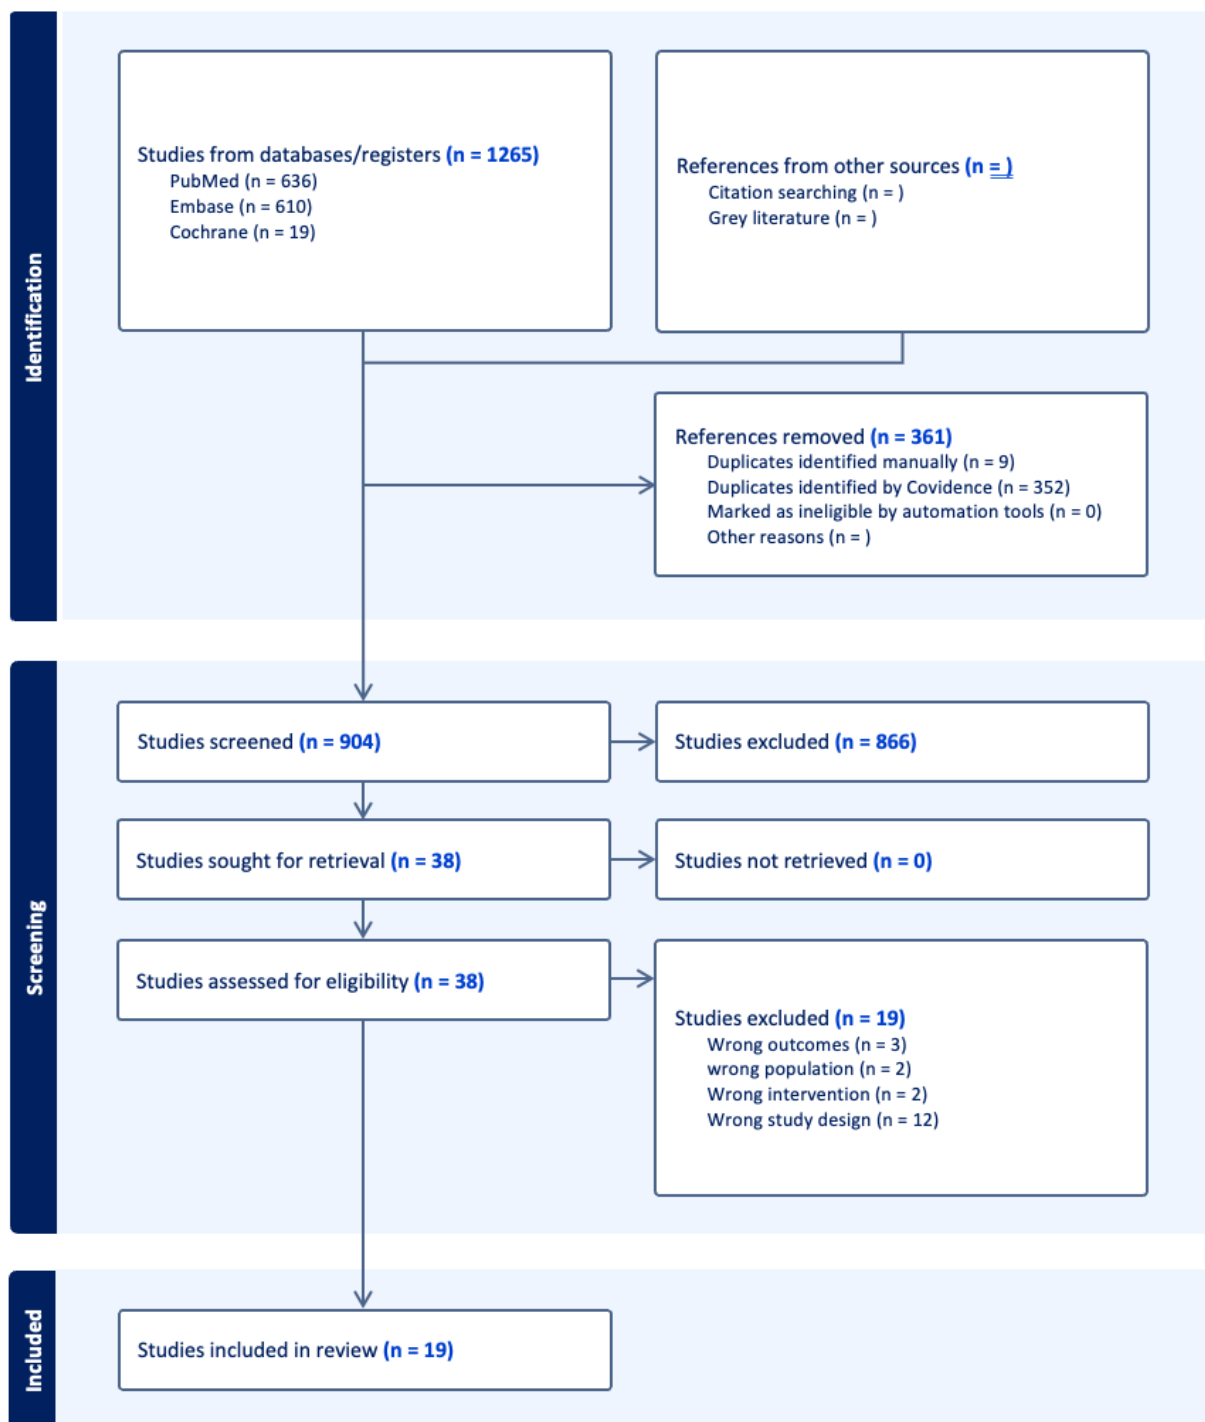 Identification
Studies from databases/registers (n = 1265)
PubMed (n = 636)
Embase (n = 610)
Cochrane (n = 19)
References from other sources (n = )
Citation searching (n = )
Grey literature (n = )
References removed (n = 361)
Duplicates identified manually (n = 9)
Duplicates identified by Covidence (n = 352)
Marked as ineligible by automation tools (n = 0)
Other reasons (n = )
Screening
Studies screened (n = 904)
Studies excluded (n = 866)
Studies sought for retrieval (n = 38)
Studies not retrieved (n = 0)
Studies assessed for eligibility (n = 38)
Studies excluded (n = 19)
Wrong outcomes (n = 3)
wrong population (n = 2)
Wrong intervention (n = 2)
Wrong study design (n = 12)
Included
Studies included in review (n = 19)